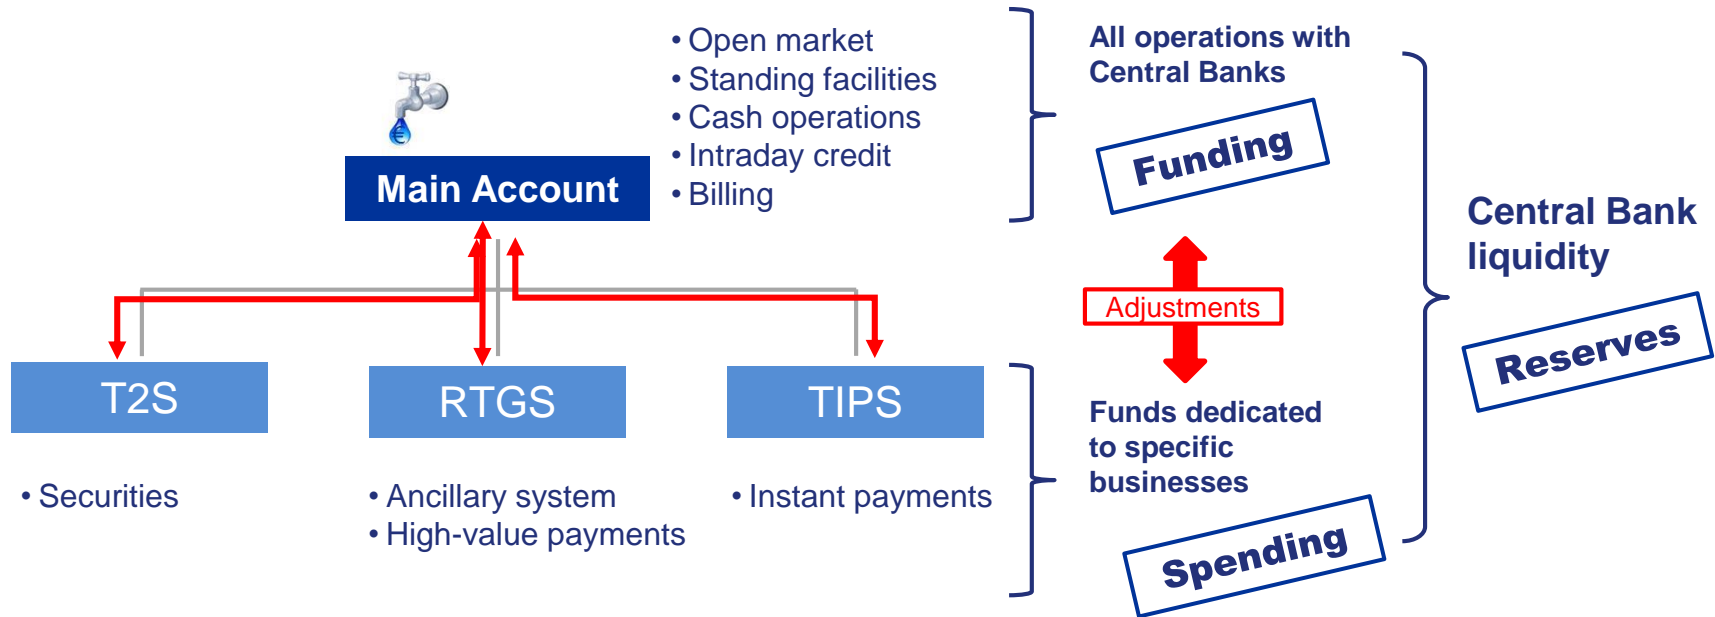 • Open market
• Standing facilities
• Cash operations
• Intraday credit
• Billing
€
Main Account
All operations with
Central Banks
Funding
Central Bank
liquidity
Reserves
Adjustments
T2S
RTGS
TIPS
• Securities
• Ancillary system
• High-value payments
• Instant payments
Funds dedicated
to specific
businesses
Spending